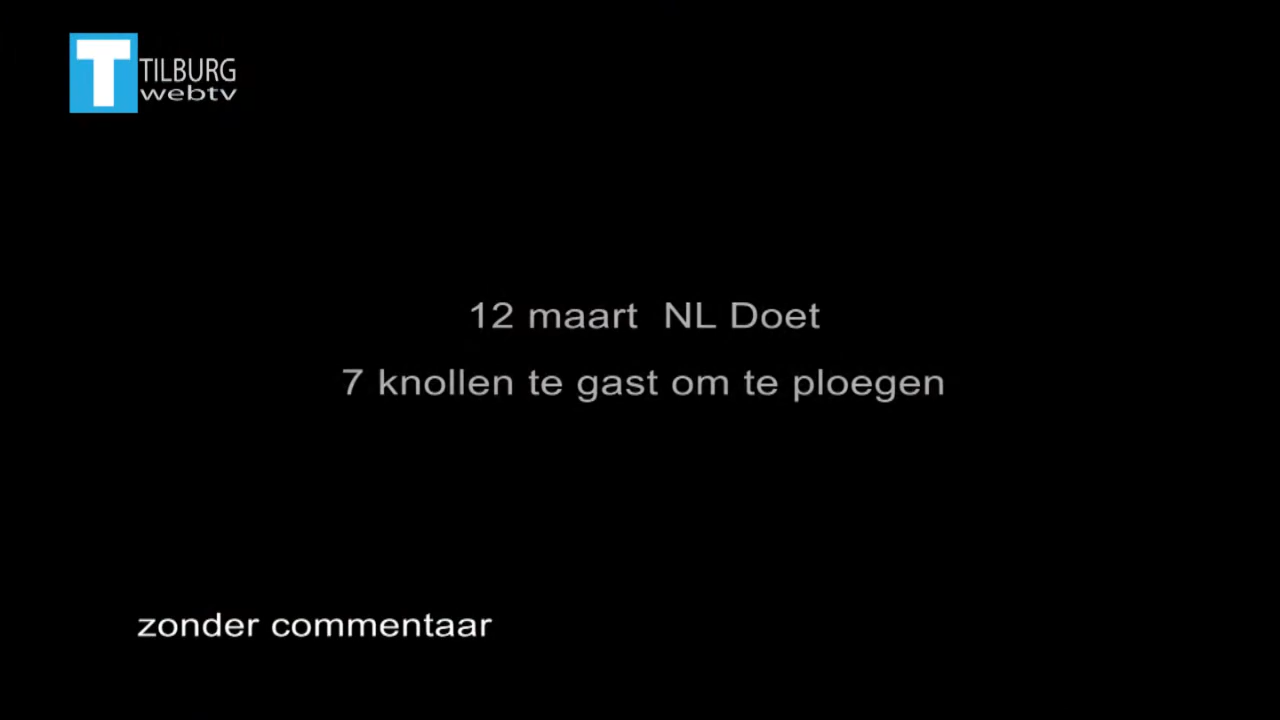 T
TILBURG
webtv
12 maart NL Doet
7 knollen te gast om te ploegen
zonder commentaar